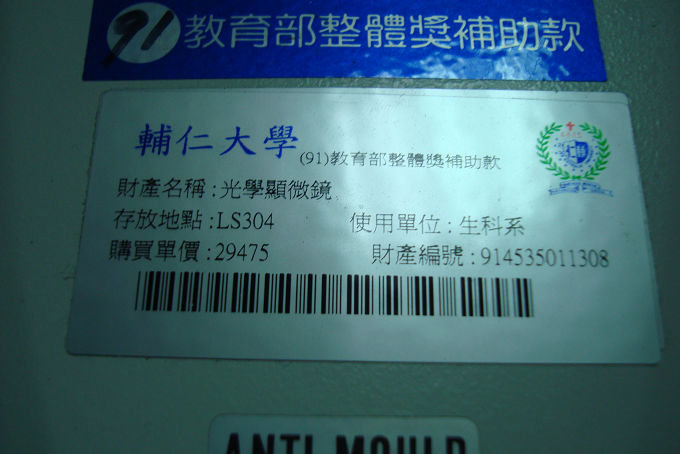 91 教育部整體獎補助款
輔仁大學 (91)教育部整體獎補助款
財產名稱:光學顯微鏡
存放地點:LS304 使用單位:生科系
購買單價:29475 財產編號:914535011308
ANTI MOULD